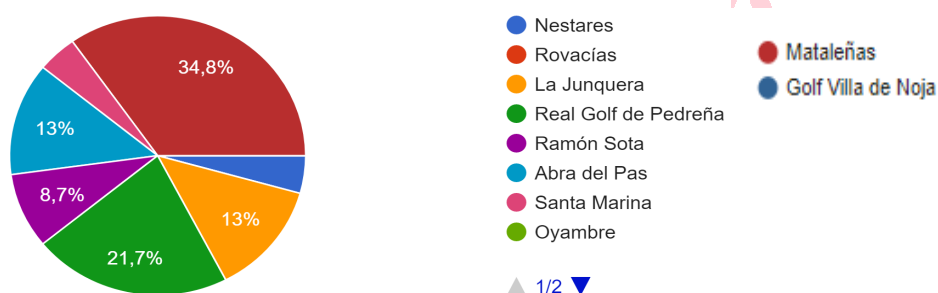 34,8%
13%
8,7%
21,7%
13%
Nestares
Rovacías
La Junquera
Real Golf de Pedreña
Ramón Sota
Abra del Pas
Santa Marina
Oyambre
1/2
Mataleñas
Golf Villa de Noja